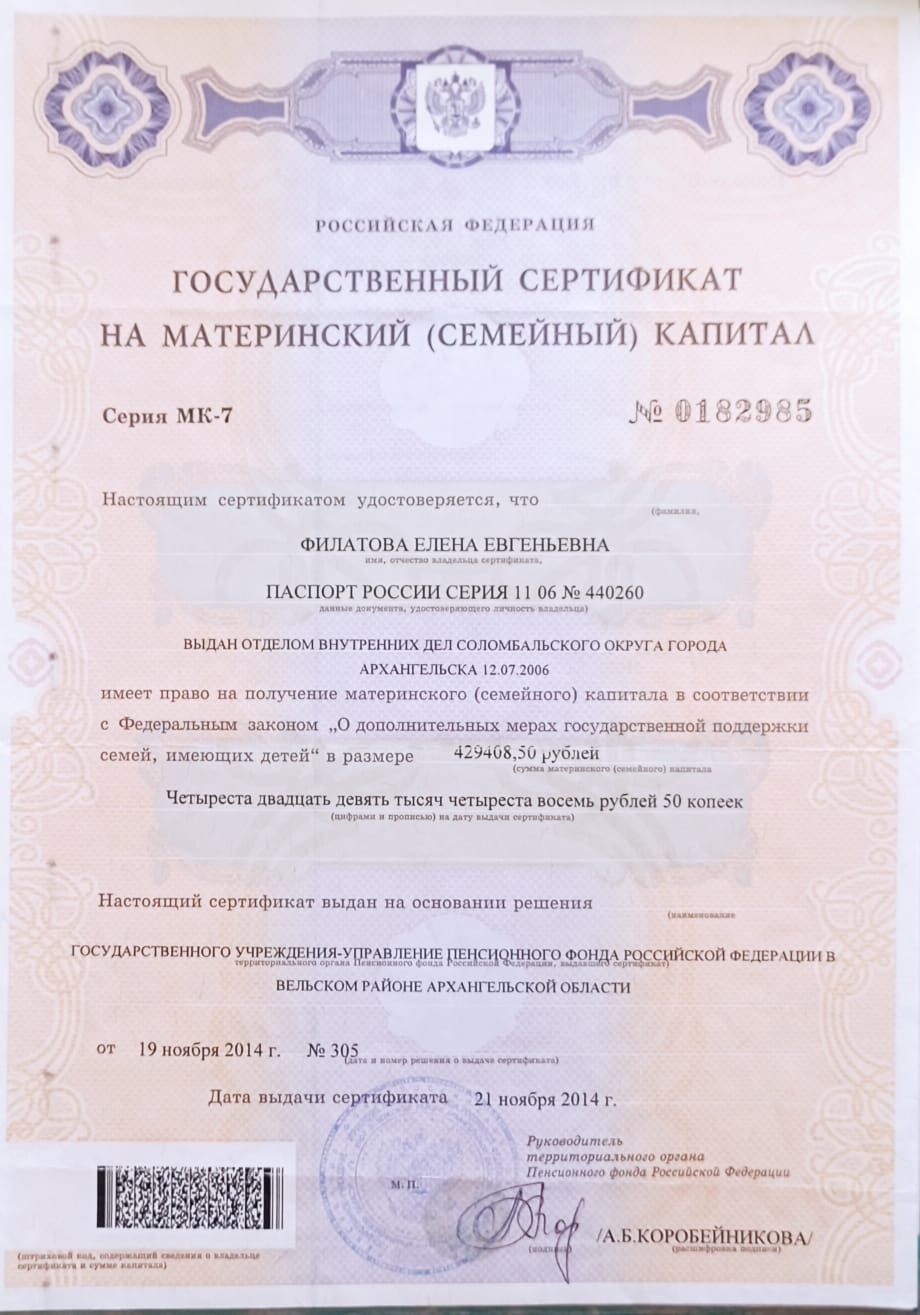 РОССИЙСКАЯ ФЕДЕРАЦИЯ
ГОСУДАРСТВЕННЫЙ СЕРТИФИКАТ
НА МАТЕРИНСКИЙ (СЕМЕЙНЫЙ) КАПИТАЛ
Серия МК-7 № 0182985
Настоящим сертификатом удостоверяется, что
(фамилия,
ФИЛАТОВА ЕЛЕНА ЕВГЕНЬЕВНА
имя, отчество владельца сертификата,
ПАСПОРТ РОССИИ СЕРИЯ 11 06 № 440260
данные документа, удостоверяющего личность владельца)
ВЫДАН ОТДЕЛОМ ВНУТРЕННИХ ДЕЛ СОЛОМБАЛЬСКОГО ОКРУГА ГОРОДА
АРХАНГЕЛЬСКА 12.07.2006
имеет право на получение материнского (семейного) капитала в соответствии
с Федеральным законом „О дополнительных мерах государственной поддержки
семей, имеющих детей“ в размере 429408,50 рублей
(сумма материнского (семейного) капитала
Четыреста двадцать девять тысяч четыреста восемь рублей 50 копеек
(цифрами и прописью) на дату выдачи сертификата)
Настоящий сертификат выдан на основании решения
(наименование
ГОСУДАРСТВЕННОГО УЧРЕЖДЕНИЯ-УПРАВЛЕНИЕ ПЕНСИОННОГО ФОНДА РОССИЙСКОЙ ФЕДЕРАЦИИ В
территориального органа Пенсионного фонда Российской Федерации, выдавшего сертификат)
ВЕЛЬСКОМ РАЙОНЕ АРХАНГЕЛЬСКОЙ ОБЛАСТИ
от 19 ноября 2014 г. № 305
(дата и номер решения о выдаче сертификата)
Дата выдачи сертификата 21 ноября 2014 г.
Руководитель
территориального органа
Пенсионного фонда Российской Федерации
М. П.
/А.Б.КОРОБЕЙНИКОВА/
(подпись) (расшифровка подписи)
(штриховой код, содержащий сведения о владельце
сертификата и сумме капитала)